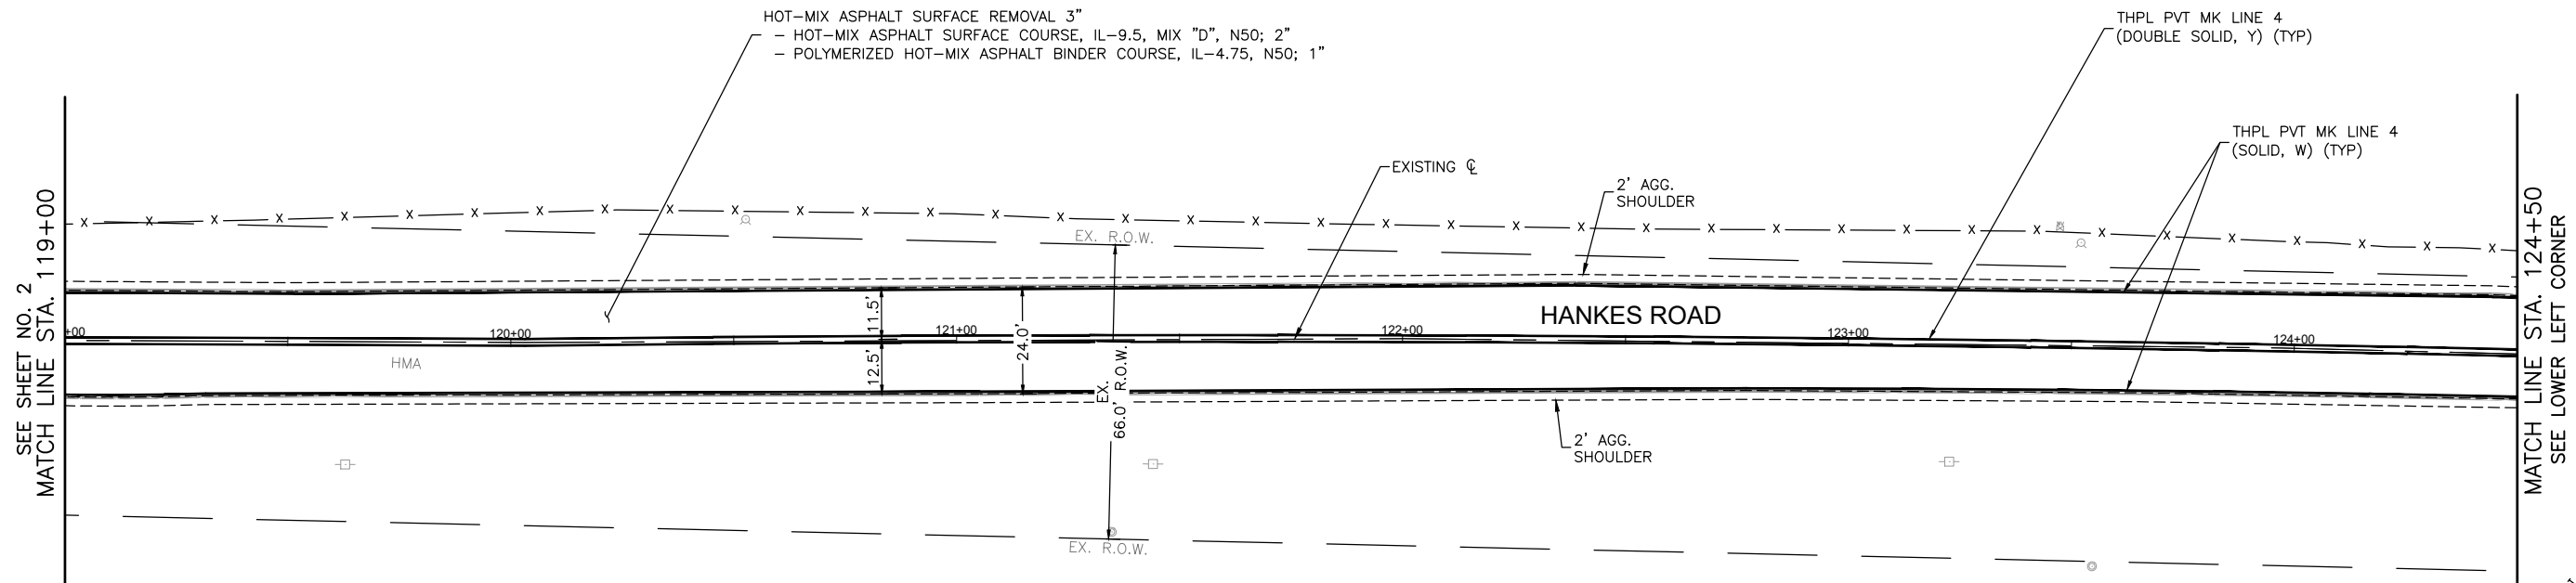 HOT-MIX ASPHALT SURFACE REMOVAL 3"
- HOT-MIX ASPHALT SURFACE COURSE, IL-9.5, MIX "D", N50; 2"
- POLYMERIZED HOT-MIX ASPHALT BINDER COURSE, IL-4.75, N50; 1"
THPL PVT MK LINE 4
(DOUBLE SOLID, Y) (TYP)
THPL PVT MK LINE 4
(SOLID, W) (TYP)
EXISTING ℄
2' AGG.
SHOULDER
SEE SHEET NO. 2
MATCH LINE STA. 119+00
EX. R.O.W.
HANKES ROAD
+00
120+00
121+00
122+00
123+00
124+00
11.5'
12.5'
24.0'
HMA
EX.
66.0' R.O.W.
2' AGG.
SHOULDER
EX. R.O.W.
MATCH LINE STA. 124+50
SEE LOWER LEFT CORNER